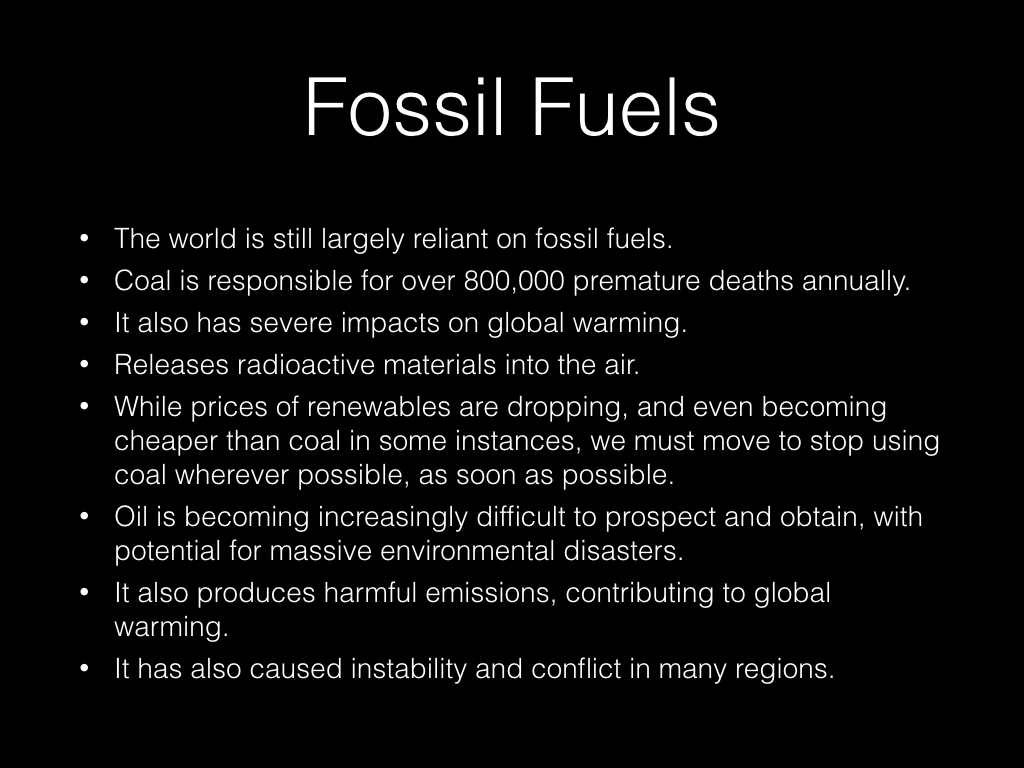 Fossil Fuels
• The world is still largely reliant on fossil fuels.
• Coal is responsible for over 800,000 premature deaths annually.
• It also has severe impacts on global warming.
• Releases radioactive materials into the air.
• While prices of renewables are dropping, and even becoming
cheaper than coal in some instances, we must move to stop using
coal wherever possible, as soon as possible.
• Oil is becoming increasingly difficult to prospect and obtain, with
potential for massive environmental disasters.
• It also produces harmful emissions, contributing to global
warming.
• It has also caused instability and conflict in many regions.